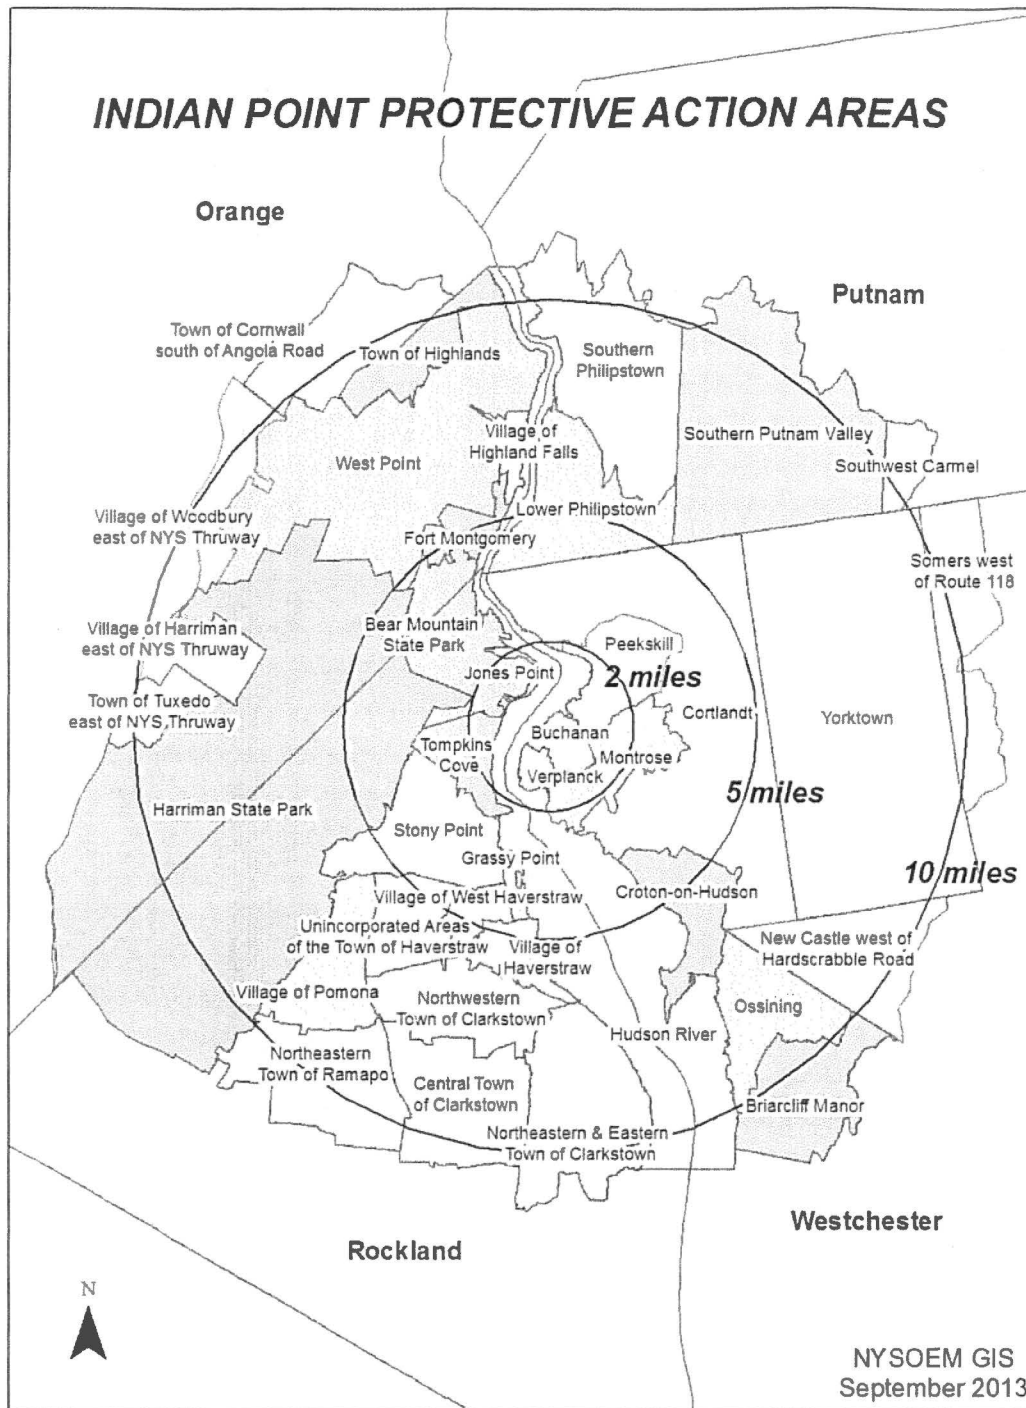 INDIAN POINT PROTECTIVE ACTION AREAS
Orange
Putnam
Town of Cornwall
south of Angola Road
Town of Highlands
Southern
Philipstown
Village of
Highland Falls
Southern Putnam Valley
West Point
Southwest Carmel
Village of Woodbury
east of NYS Thruway
Lower Philipstown
Fort Montgomery
Somers west
of Route 118
Village of Harriman
east of NYS Thruway
Bear Mountain
State Park
Peekskill
Jones Point
2 miles
Town of Tuxedo
east of NYS Thruway
Cortlandt
Yorktown
Buchanan
Tompkins
Cove
Montrose
Verplanck
5 miles
Harriman State Park
Stony Point
Grassy Point
10 miles
Village of West Haverstraw
Croton-on-Hudson
Unincorporated Areas
of the Town of Haverstraw
Village of
Haverstraw
New Castle west of
Hardscrabble Road
Village of Pomona
Northwestern
Town of Clarkstown
Ossining
Hudson River
Northeastern
Town of Ramapo
Central Town
of Clarkstown
Briarcliff Manor
Northeastern & Eastern
Town of Clarkstown
Westchester
Rockland
N
NYSOEM GIS
September 2013